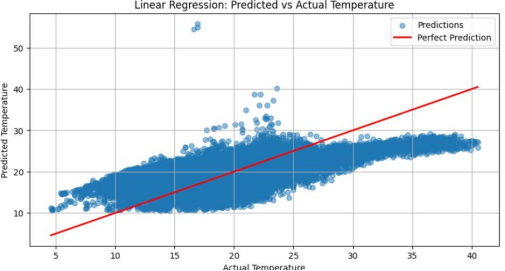 Linear Regression: Predicted vs Actual Temperature
Predictions
Perfect Prediction
Predicted Temperature
50
40
30
20
10
5
10
15
20
25
30
35
40
Actual Temperature